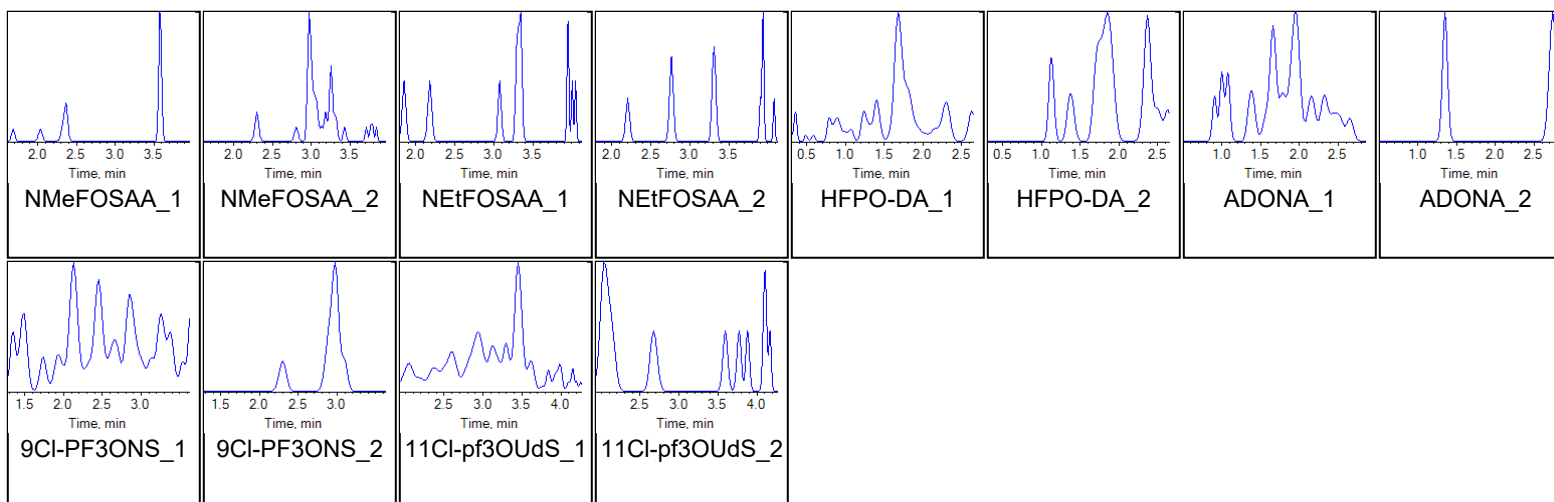 2.0 2.5 3.0 3.5
Time, min
NMeFOSAA_1
2.0 2.5 3.0 3.5
Time, min
NMeFOSAA_2
2.0 2.5 3.0 3.5
Time, min
NEtFOSAA_1
2.0 2.5 3.0 3.5
Time, min
NEtFOSAA_2
0.5 1.0 1.5 2.0 2.5
Time, min
HFPO-DA_1
0.5 1.0 1.5 2.0 2.5
Time, min
HFPO-DA_2
1.0 1.5 2.0 2.5
Time, min
ADONA_1
1.0 1.5 2.0 2.5
Time, min
ADONA_2
1.5 2.0 2.5 3.0
Time, min
9Cl-PF3ONS_1
1.5 2.0 2.5 3.0
Time, min
9Cl-PF3ONS_2
2.5 3.0 3.5 4.0
Time, min
11Cl-pf3OUdS_1
2.5 3.0 3.5 4.0
Time, min
11Cl-pf3OUdS_2